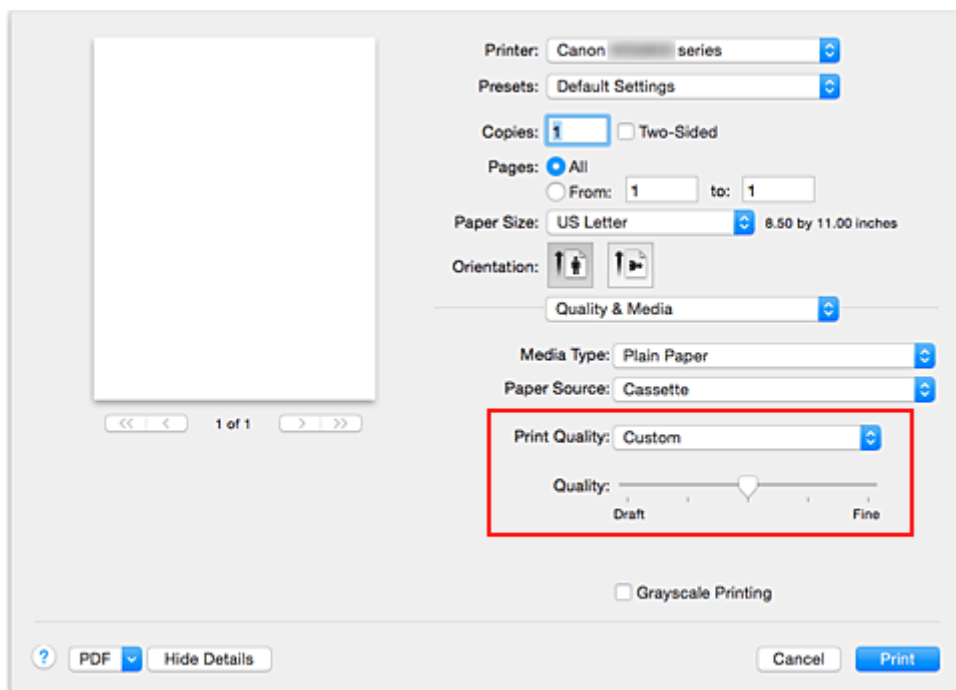 Printer: Canon series
Presets: Default Settings
Copies: 1 Two-Sided
Pages: All
From: 1 to: 1
Paper Size: US Letter 8.50 by 11.00 inches
Orientation:
Quality & Media
Media Type: Plain Paper
Paper Source: Cassette
<< < 1 of 1 > >>
Print Quality: Custom
Quality:
Draft Fine
Grayscale Printing
? PDF Hide Details Cancel Print